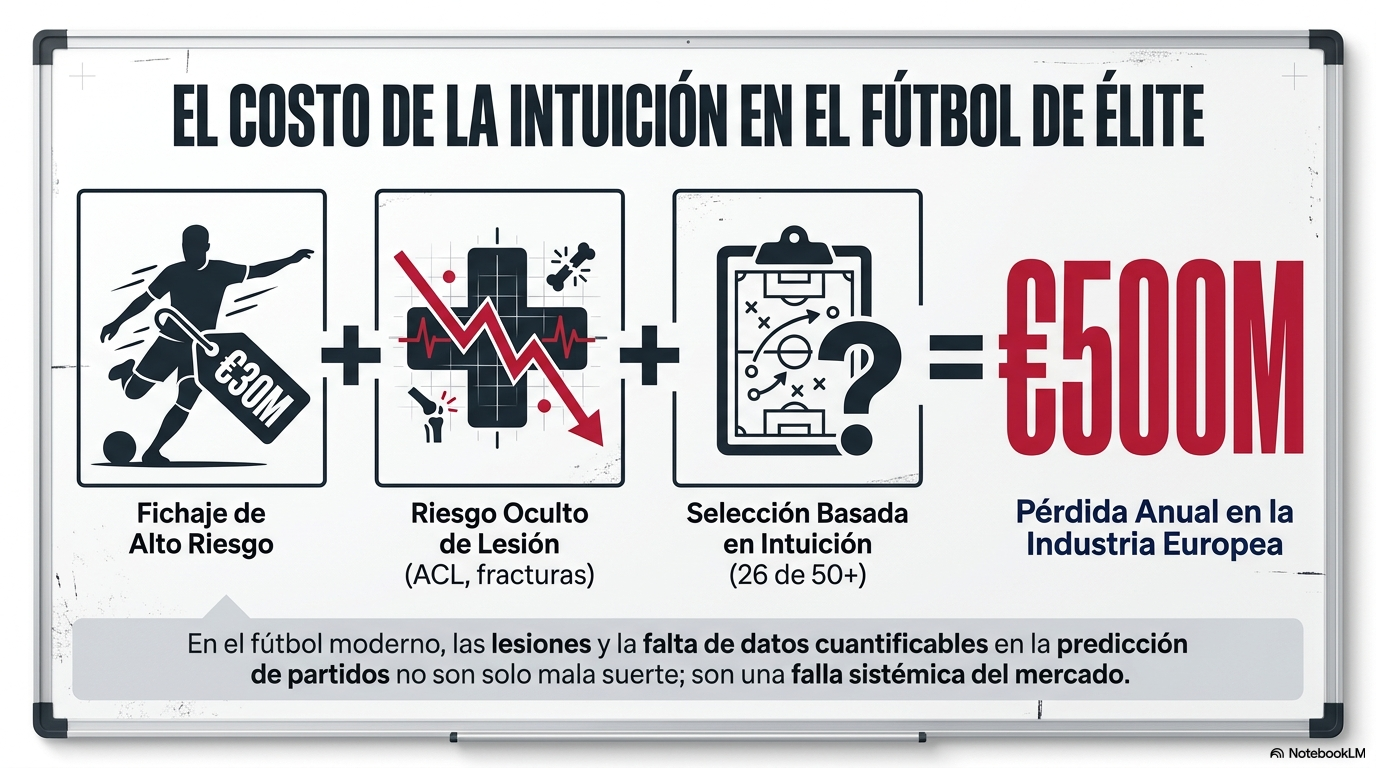 EL COSTO DE LA INTUICIÓN EN EL FÚTBOL DE ÉLITE
€30M
+
+
=
€500M
?
Fichaje de
Alto Riesgo
Riesgo Oculto
de Lesión
(ACL, fracturas)
Selección Basada
en Intuición
(26 de 50+)
Pérdida Anual en la
Industria Europea
En el fútbol moderno, las lesiones y la falta de datos cuantificables en la predicción
de partidos no son solo mala suerte; son una falla sistémica del mercado.
NotebookLM